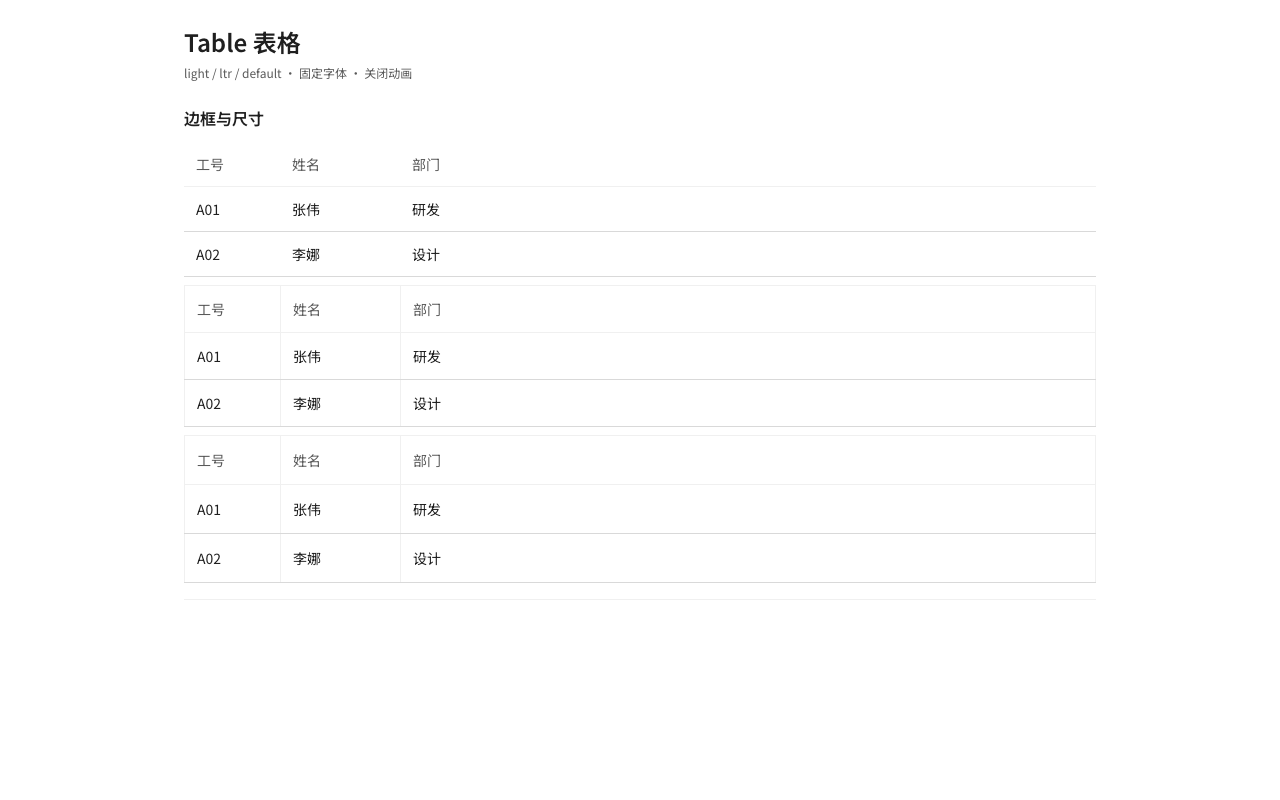 Table 表格
light / ltr / default ・ 固定字体 ・ 关闭动画
边框与尺寸
工号 姓名 部门
A01 张伟 研发
A02 李娜 设计
工号 姓名 部门
A01 张伟 研发
A02 李娜 设计
工号 姓名 部门
A01 张伟 研发
A02 李娜 设计